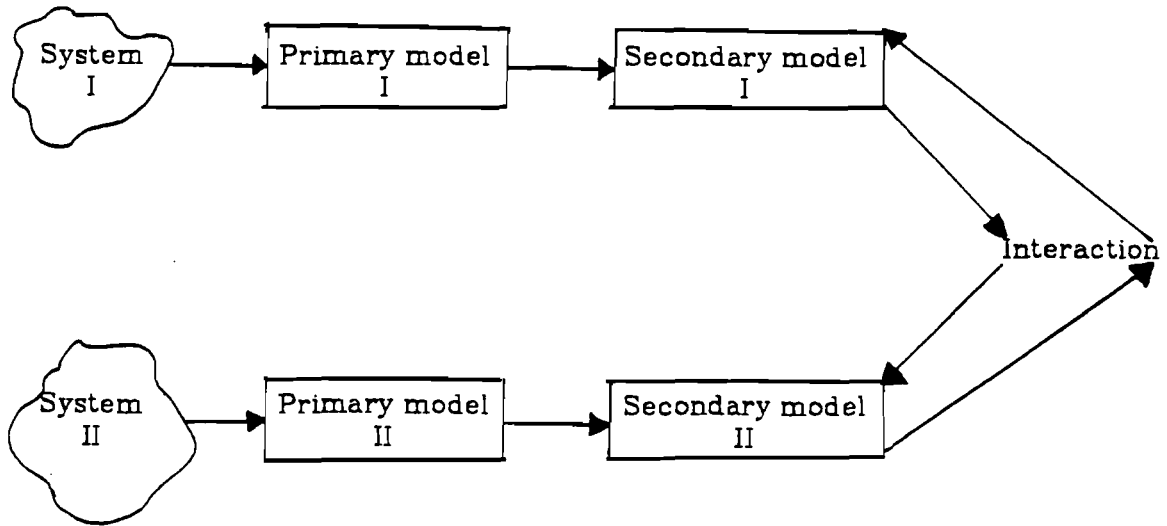 System
I
Primary model
I
Secondary model
I
Interaction
System
II
Primary model
II
Secondary model
II